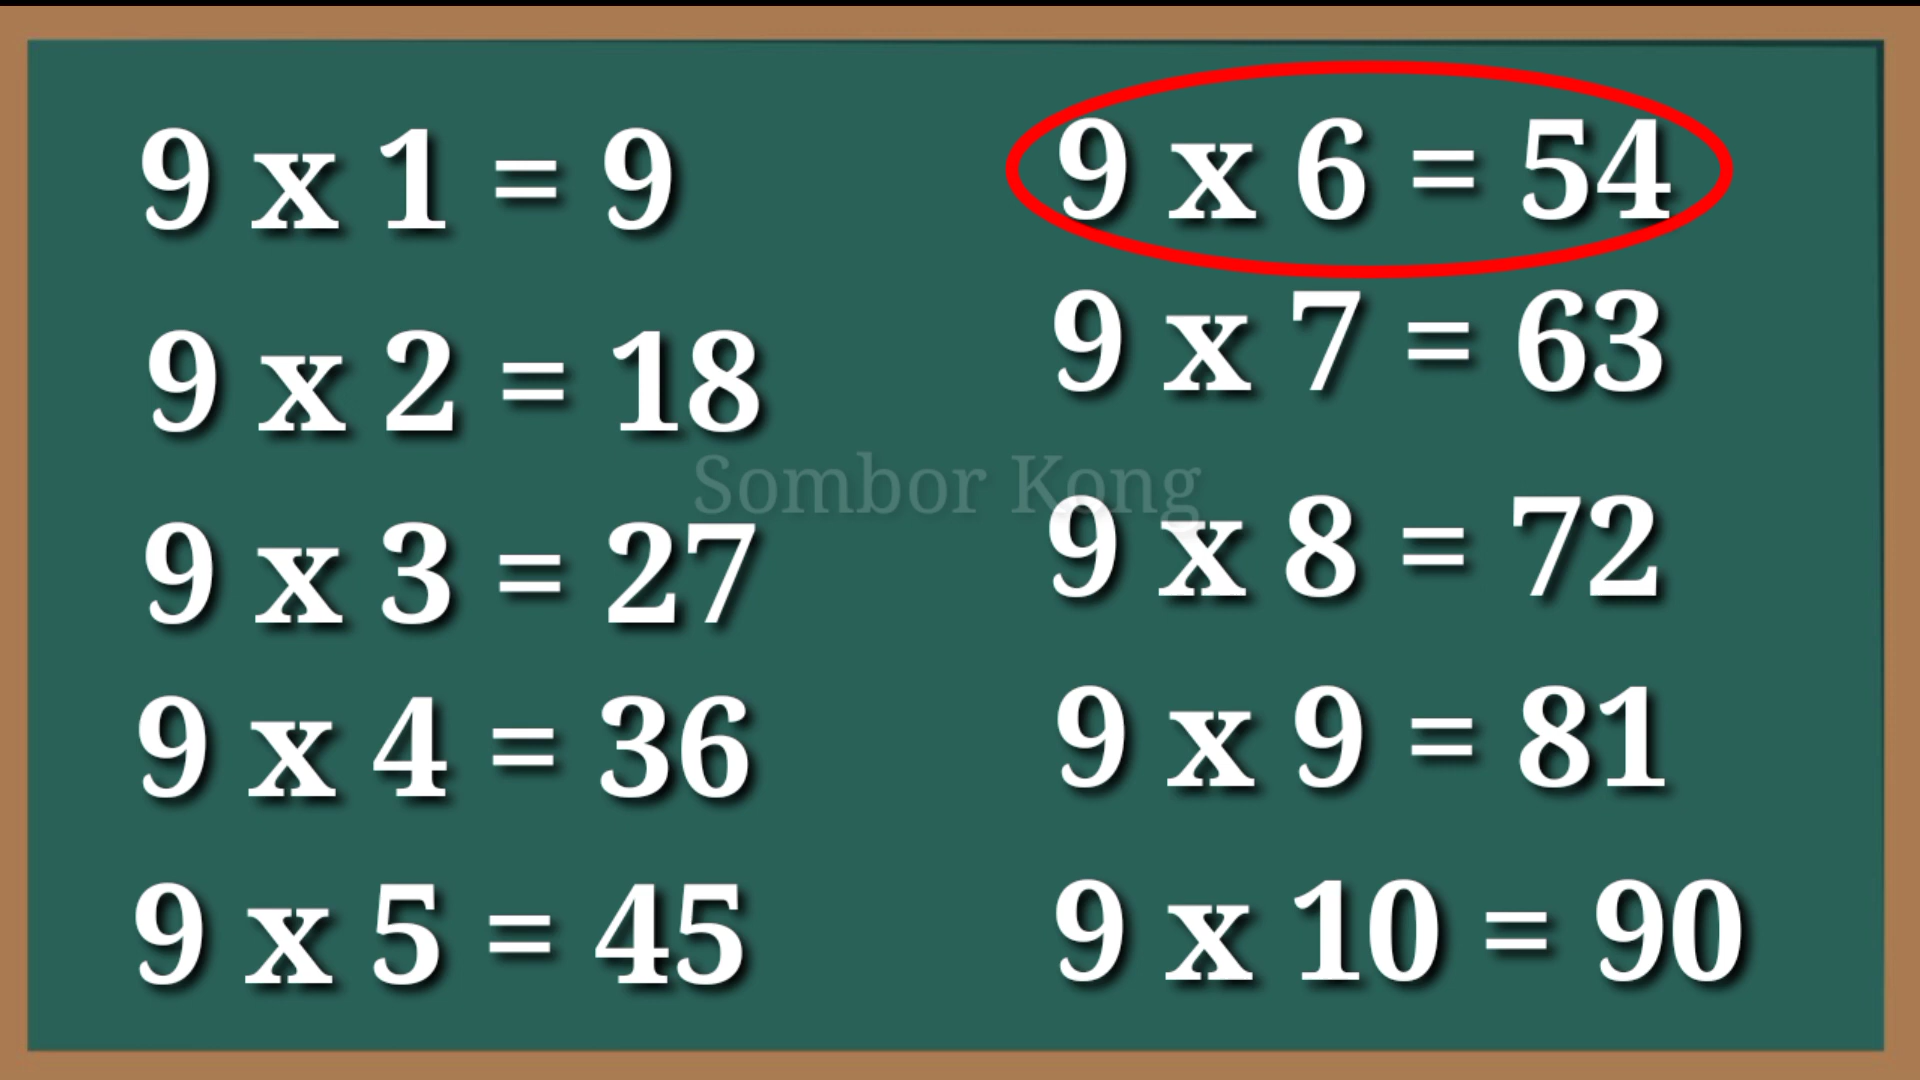 9 x 1 = 9
9 x 2 = 18
9 x 3 = 27
9 x 4 = 36
9 x 5 = 45
9 x 6 = 54
9 x 7 = 63
9 x 8 = 72
9 x 9 = 81
9 x 10 = 90
Sombor Kong